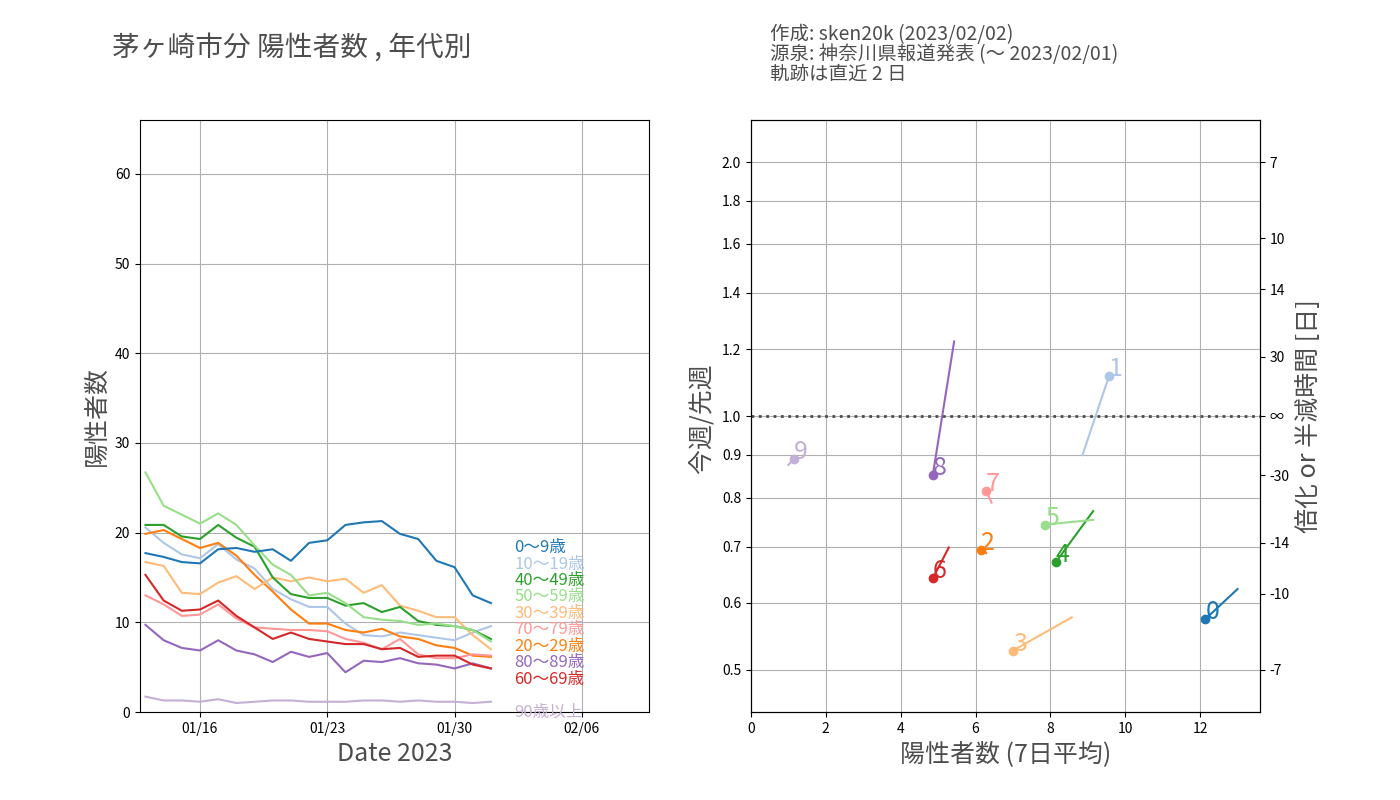 茅ヶ崎市分 陽性者数 , 年代別
作成: sken20k (2023/02/02)
源泉: 神奈川県報道発表 (〜 2023/02/01)
軌跡は直近 2 日
陽性者数
60
50
40
30
20
10
0
01/16
01/23
01/30
02/06
Date 2023
0〜9歳
10〜19歳
40〜49歳
50〜59歳
30〜39歳
70〜79歳
20〜29歳
80〜89歳
60〜69歳
90歳以上
今週/先週
2.0
1.8
1.6
1.4
1.2
1.0
0.9
0.8
0.7
0.6
0.5
1
9
8
7
5
2
4
6
0
3
7
10
14
30
∞
-30
-14
-10
-7
倍化 or 半減時間 [日]
0
2
4
6
8
10
12
陽性者数 (7日平均)